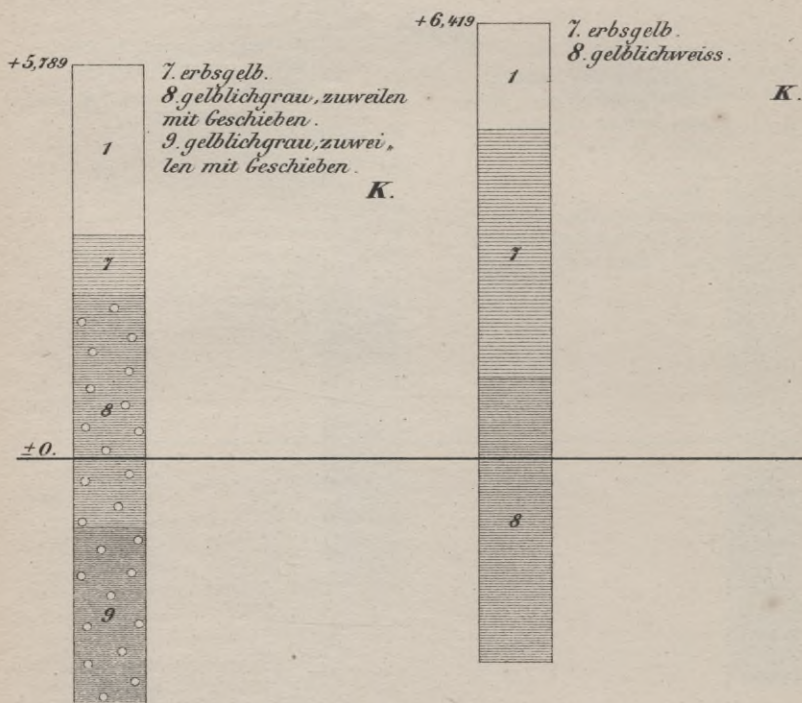 +5,789
7. erbsgelb.
8. gelblichgrau, zuweilen
mit Geschieben.
9. gelblichgrau, zuwei,
len mit Geschieben.
K.
1
7
8
±0.
9
+6,419
7. erbsgelb.
8. gelblichweiss.
K.
1
7
8